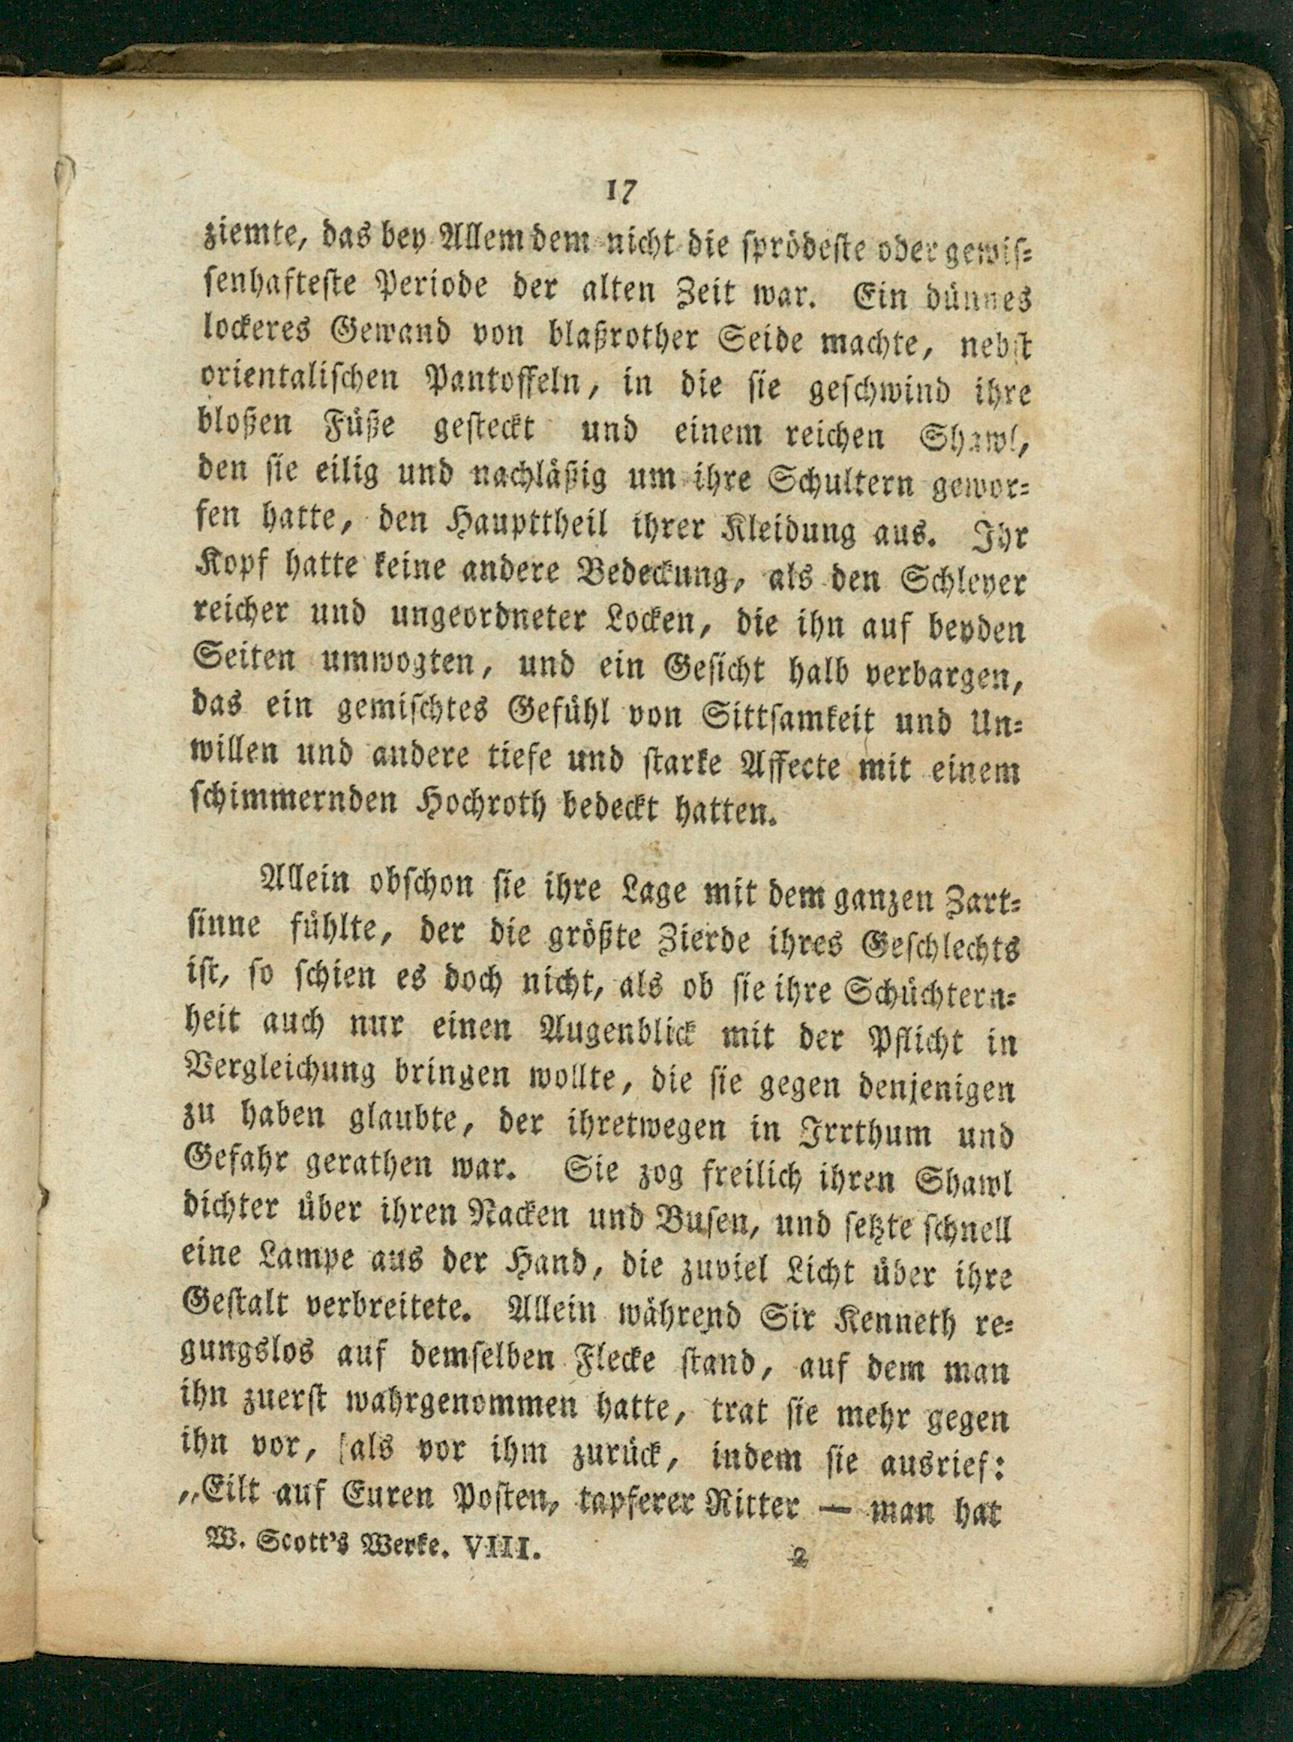 17
ziemte, das bey Allem dem nicht die sprödeste oder gewis-
senhafteste Periode der alten Zeit war. Ein dünnes
lockeres Gewand von blaßrother Seide machte, nebst
orientalischen Pantoffeln, in die sie geschwind ihre
bloßen Füße gesteckt und einem reichen Shawl,
den sie eilig und nachläßig um ihre Schultern gewor-
fen hatte, den Haupttheil ihrer Kleidung aus. Ihr
Kopf hatte keine andere Bedeckung, als den Schleyer
reicher und ungeordneter Locken, die ihn auf beyden
Seiten umwogten, und ein Gesicht halb verbargen,
das ein gemischtes Gefühl von Sittsamkeit und Un-
willen und andere tiefe und starke Affecte mit einem
schimmernden Hochroth bedeckt hatten.
Allein obschon sie ihre Lage mit dem ganzen Zart-
sinne fühlte, der die größte Zierde ihres Geschlechts
ist, so schien es doch nicht, als ob sie ihre Schüchtern-
heit auch nur einen Augenblick mit der Pflicht in
Vergleichung bringen wollte, die sie gegen denjenigen
zu haben glaubte, der ihretwegen in Irrthum und
Gefahr gerathen war. Sie zog freilich ihren Shawl
dichter über ihren Nacken und Busen, und setzte schnell
eine Lampe aus der Hand, die zuviel Licht über ihre
Gestalt verbreitete. Allein während Sir Kenneth re-
gungslos auf demselben Flecke stand, auf dem man
ihn zuerst wahrgenommen hatte, trat sie mehr gegen
ihn vor, als vor ihm zurück, indem sie ausrief:
„Eilt auf Euren Posten, tapferer Ritter — man hat
W. Scott's Werke. VIII. 2